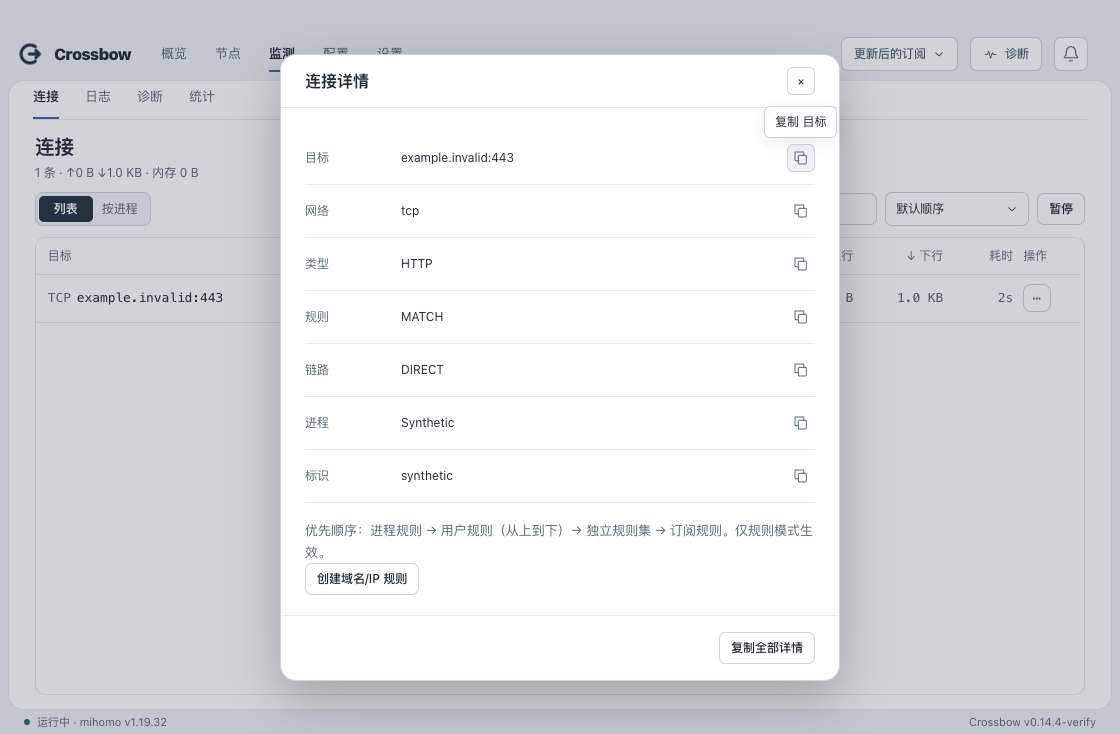 Crossbow
概览
节点
监测
配置
设置
更新后的订阅
诊断
连接
日志
诊断
统计
连接
1 条 · ↑0 B ↓1.0 KB · 内存 0 B
列表
按进程
默认顺序
暂停
目标
行
↓ 下行
耗时
操作
TCP example.invalid:443
B
1.0 KB
2s
…
连接详情
×
复制 目标
目标
example.invalid:443
网络
tcp
类型
HTTP
规则
MATCH
链路
DIRECT
进程
Synthetic
标识
synthetic
优先顺序：进程规则 → 用户规则（从上到下）→ 独立规则集 → 订阅规则。仅规则模式生
效。
创建域名/IP 规则
复制全部详情
运行中 · mihomo v1.19.32
Crossbow v0.14.4-verify